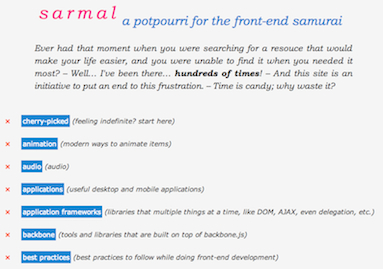 sarmal a potpourri for the front-end samurai
Ever had that moment when you were searching for a resouce that would
make your life easier, and you were unable to find it when you needed it
most? – Well... I've been there... hundreds of times! – And this site is an
initiative to put an end to this frustration. – Time is candy; why waste it?
× cherry-picked (feeling indefinite? start here)
× animation (modern ways to animate items)
× audio (audio)
× applications (useful desktop and mobile applications)
× application frameworks (libraries that multiple things at a time, like DOM, AJAX, even delegation, etc.)
× backbone (tools and libraries that are built on top of backbone.js)
× best practices (best practices to follow while doing front-end development)